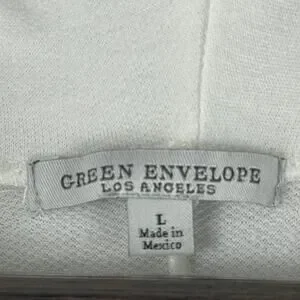 GREEN ENVELOPE
LOS ANGELES
L
Made in
Mexico